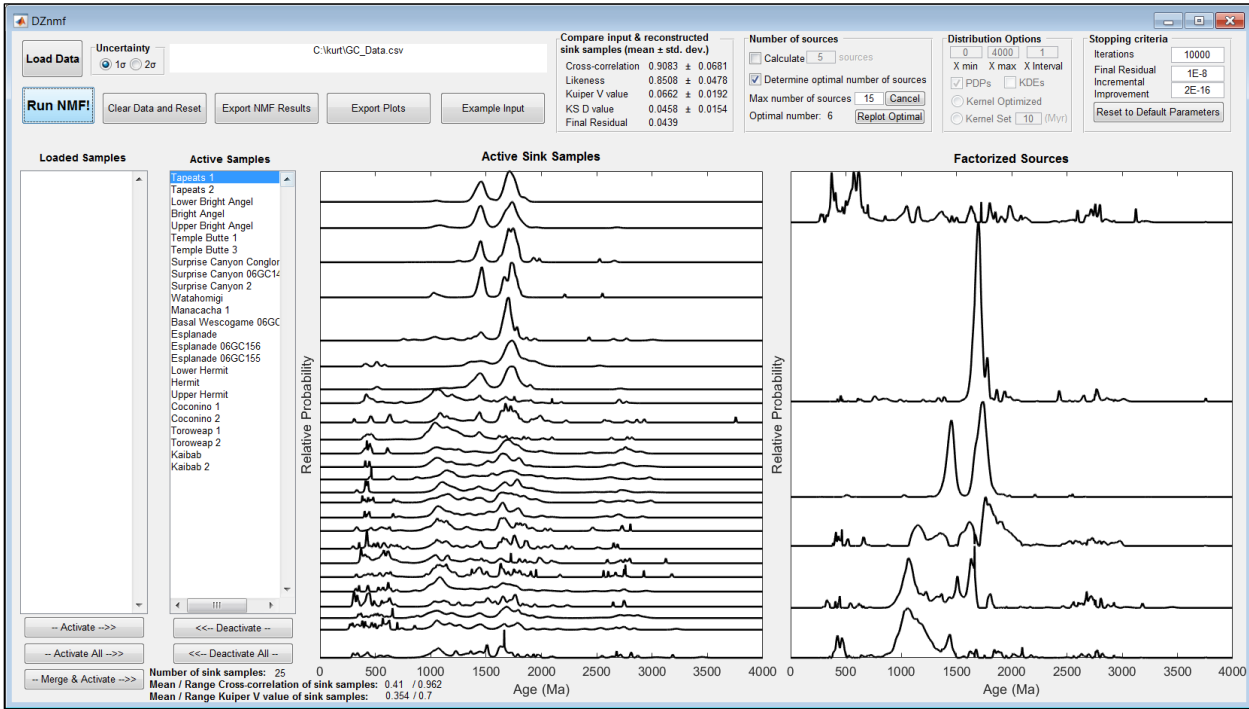 DZnmf
Load Data
Uncertainty
1σ 2σ
C:\kurt\GC_Data.csv
Run NMF!
Clear Data and Reset
Export NMF Results
Export Plots
Example Input
Compare input & reconstructed
sink samples (mean ± std. dev.)
Cross-correlation 0.9083 ± 0.0681
Likeness 0.8508 ± 0.0478
Kuiper V value 0.0662 ± 0.0192
KS D value 0.0458 ± 0.0154
Final Residual 0.0439
Number of sources
Calculate 5 sources
Determine optimal number of sources
Max number of sources 15 Cancel
Optimal number: 6 Replot Optimal
Distribution Options
0 4000 1
X min X max X Interval
PDPs KDEs
Kernel Optimized
Kernel Set 10 (Myr)
Stopping criteria
Iterations 10000
Final Residual 1E-8
Incremental
Improvement 2E-16
Reset to Default Parameters
Loaded Samples
-- Activate -->>
-- Activate All -->>
-- Merge & Activate -->>
Active Samples
Tapeats 1
Tapeats 2
Lower Bright Angel
Bright Angel
Upper Bright Angel
Temple Butte 1
Temple Butte 3
Surprise Canyon Conglor
Surprise Canyon 06GC14
Surprise Canyon 2
Watahomigi
Manacacha 1
Basal Wescogame 06GC
Esplanade
Esplanade 06GC156
Esplanade 06GC155
Lower Hermit
Hermit
Upper Hermit
Coconino 1
Coconino 2
Toroweap 1
Toroweap 2
Kaibab
Kaibab 2
<<-- Deactivate --
<<-- Deactivate All --
Number of sink samples: 25
Mean / Range Cross-correlation of sink samples: 0.41 / 0.962
Mean / Range Kuiper V value of sink samples: 0.354 / 0.7
Active Sink Samples
Relative Probability
0 500 1000 1500 2000 2500 3000 3500 4000
Age (Ma)
Factorized Sources
Relative Probability
0 500 1000 1500 2000 2500 3000 3500 4000
Age (Ma)